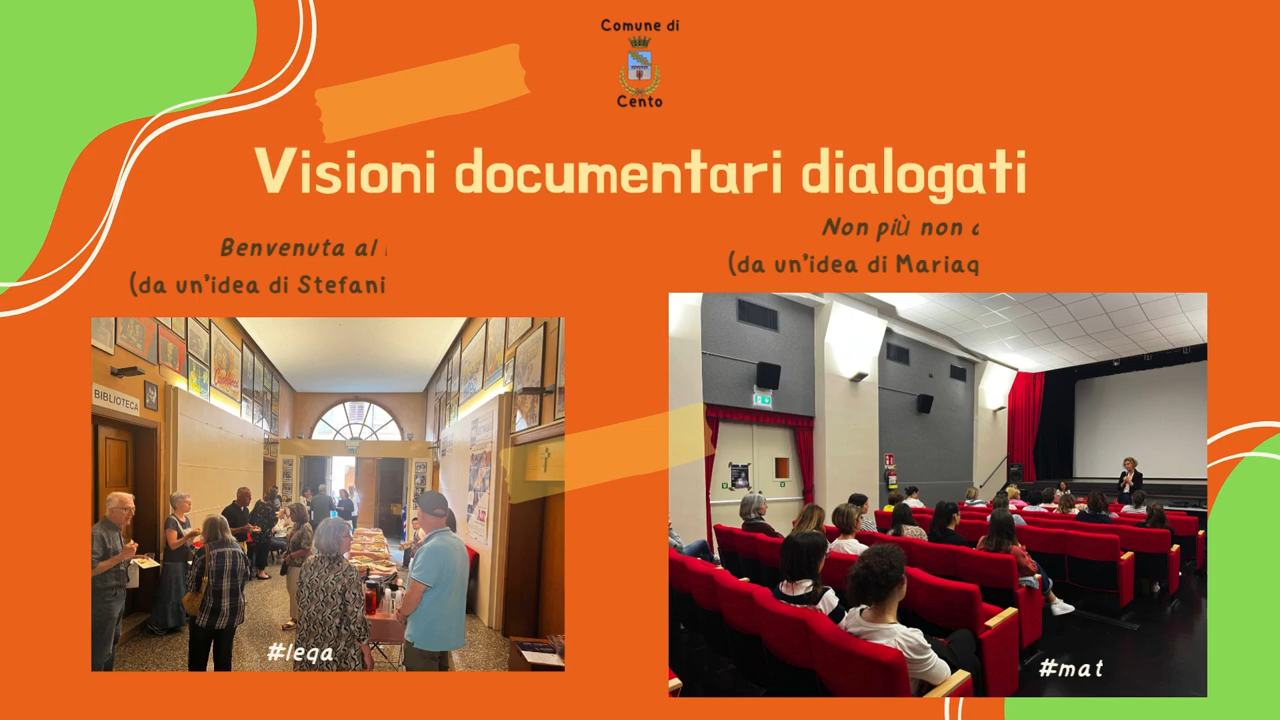 Comune di
Cento
Visioni documentari dialogati
Benvenuta al
(da un'idea di Stefani
Non più non
(da un'idea di Mariag
BIBLIOTECA
#lega
#mat